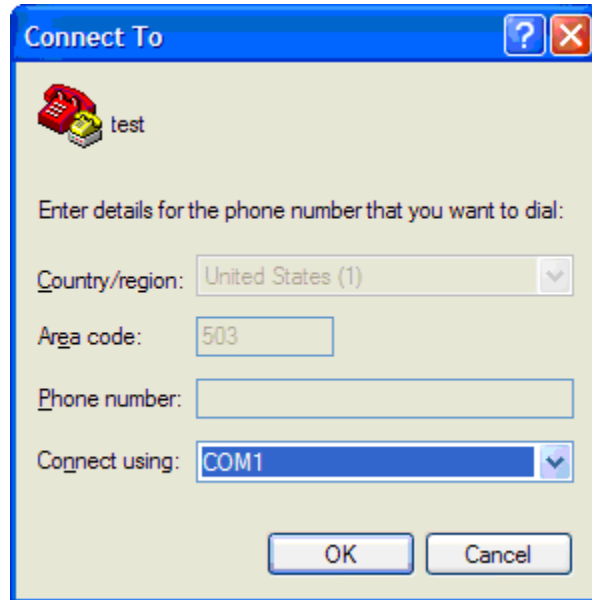 Connect To
test
Enter details for the phone number that you want to dial:
Country/region: United States (1)
Area code: 503
Phone number:
Connect using: COM1
OK Cancel